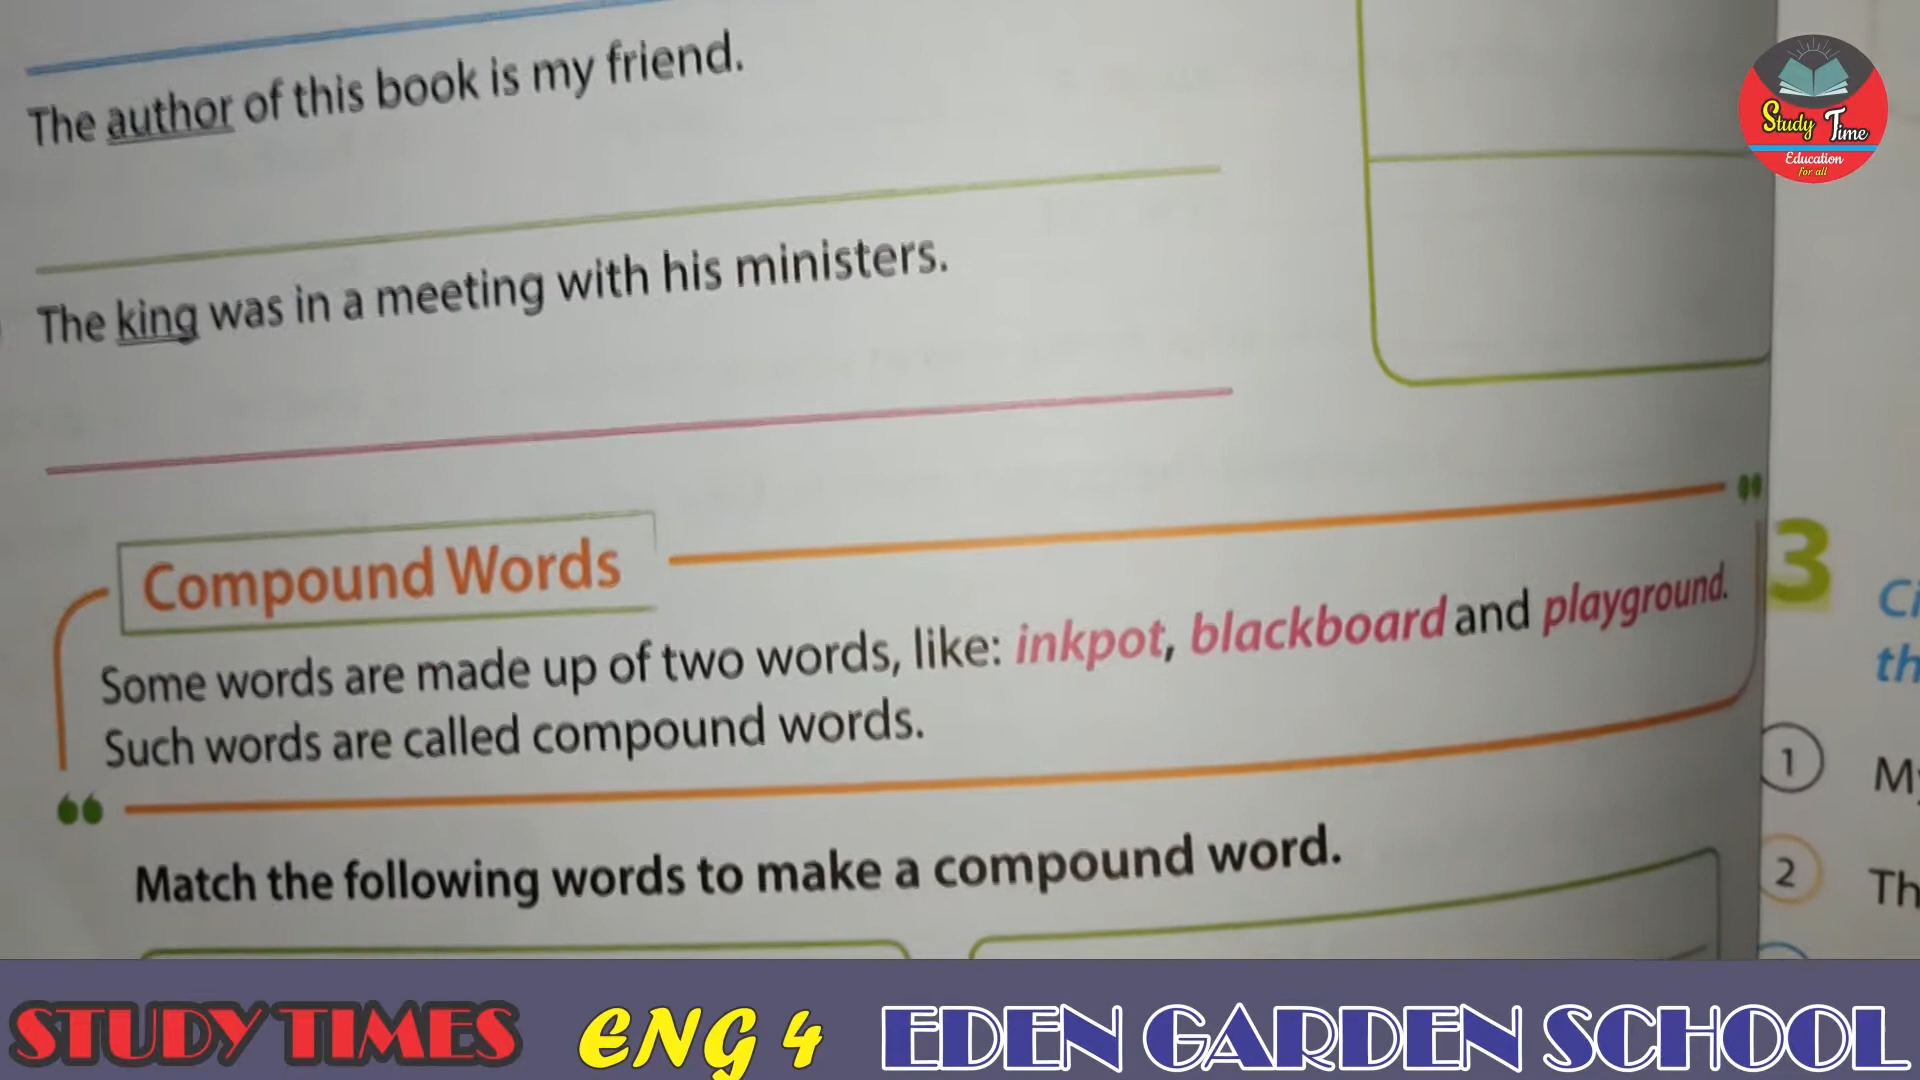 The author of this book is my friend.
The king was in a meeting with his ministers.
Compound Words
Some words are made up of two words, like: inkpot, blackboard and playground.
Such words are called compound words.
Match the following words to make a compound word.
3
1
2
Th
Study Time
Education
for all
STUDY TIMES ENG 4 EDEN GARDEN SCHOOL